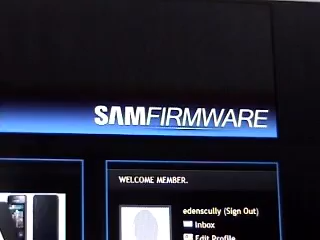 SAMFIRMWARE
WELCOME MEMBER.
edenscully (Sign Out)
Inbox
Edit Profile